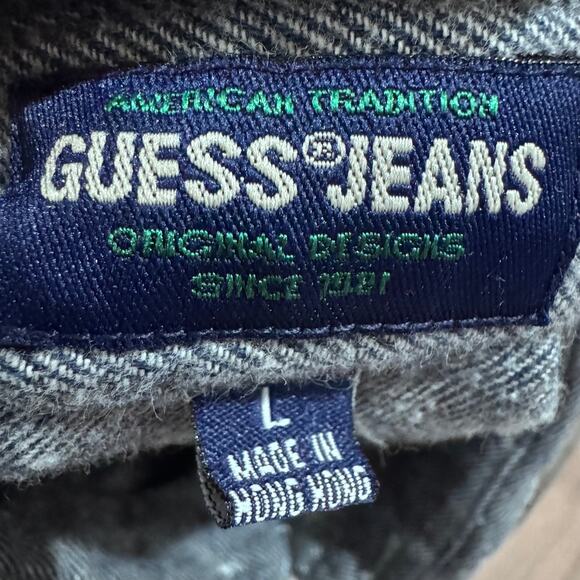 AMERICAN TRADITION
GUESS® JEANS
ORIGINAL DESIGNS
SINCE 1981
L
MADE IN
HONG KONG